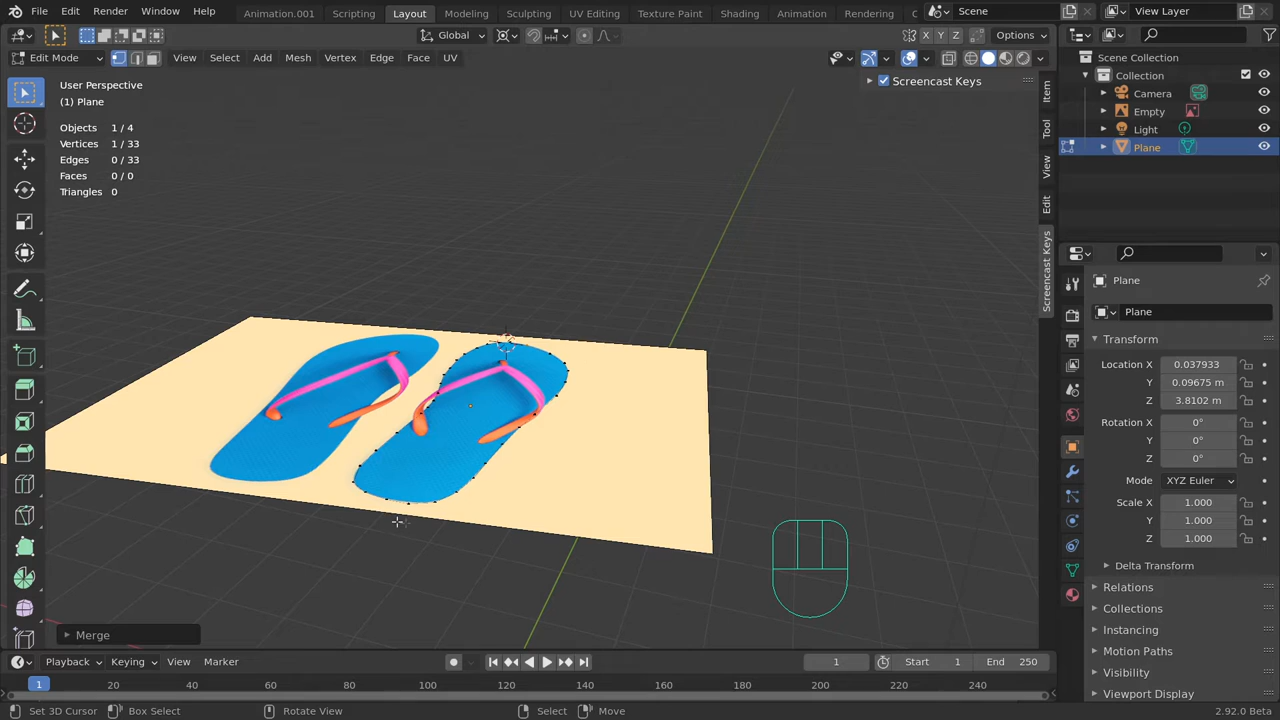 File Edit Render Window Help Animation.001 Scripting Layout Modeling Sculpting UV Editing Texture Paint Shading Animation Rendering Scene View Layer
Global X Y Z Options
Edit Mode View Select Add Mesh Vertex Edge Face UV
User Perspective
(1) Plane
Objects 1 / 4
Vertices 1 / 33
Edges 0 / 33
Faces 0 / 0
Triangles 0
Screencast Keys
Item
Tool
View
Edit
Screencast Keys
Scene Collection
Collection
Camera
Empty
Light
Plane
Plane
Plane
Transform
Location X 0.037933
Y 0.09675 m
Z 3.8102 m
Rotation X 0°
Y 0°
Z 0°
Mode XYZ Euler
Scale X 1.000
Y 1.000
Z 1.000
Delta Transform
Relations
Collections
Instancing
Motion Paths
Visibility
Viewport Display
Merge
Playback Keying View Marker 1 Start 1 End 250
1 20 40 60 80 100 120 140 160 180 200 220 240
Set 3D Cursor Box Select Rotate View Select Move 2.92.0 Beta